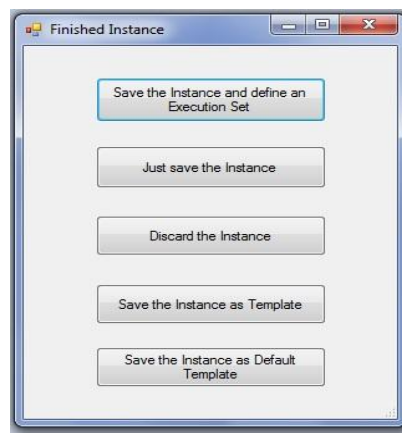 Finished Instance
Save the Instance and define an
Execution Set
Just save the Instance
Discard the Instance
Save the Instance as Template
Save the Instance as Default
Template